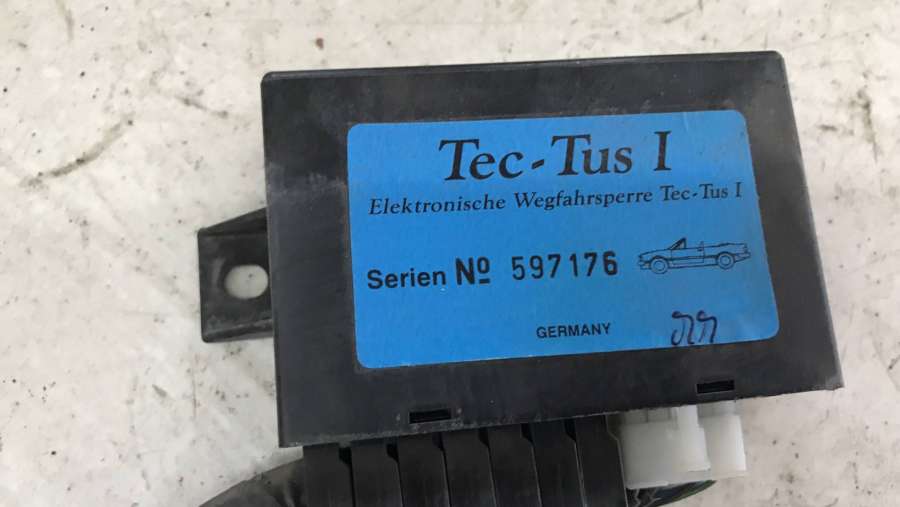 Tec-Tus I
Elektronische Wegfahrsperre Tec-Tus I
Serien № 597176
GERMANY